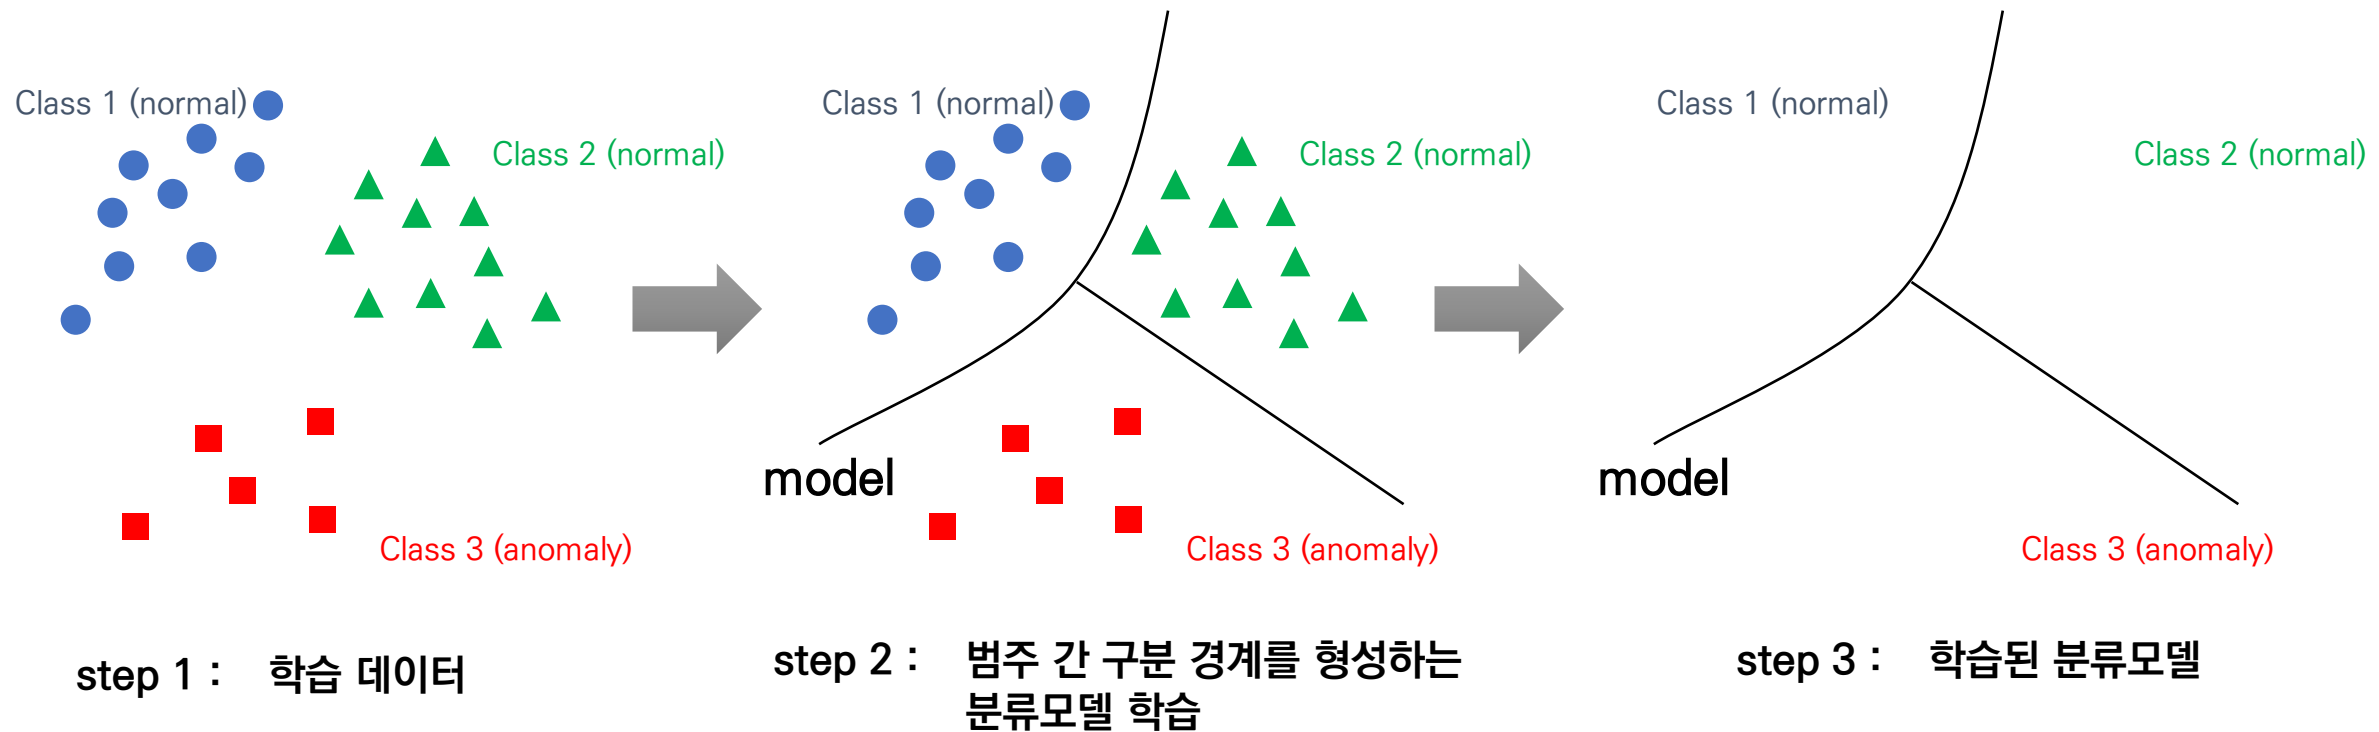 Class 1 (normal)
Class 2 (normal)
Class 3 (anomaly)
step 1 : 학습 데이터
Class 1 (normal)
Class 2 (normal)
model
Class 3 (anomaly)
step 2 : 범주 간 구분 경계를 형성하는
분류모델 학습
Class 1 (normal)
Class 2 (normal)
model
Class 3 (anomaly)
step 3 : 학습된 분류모델